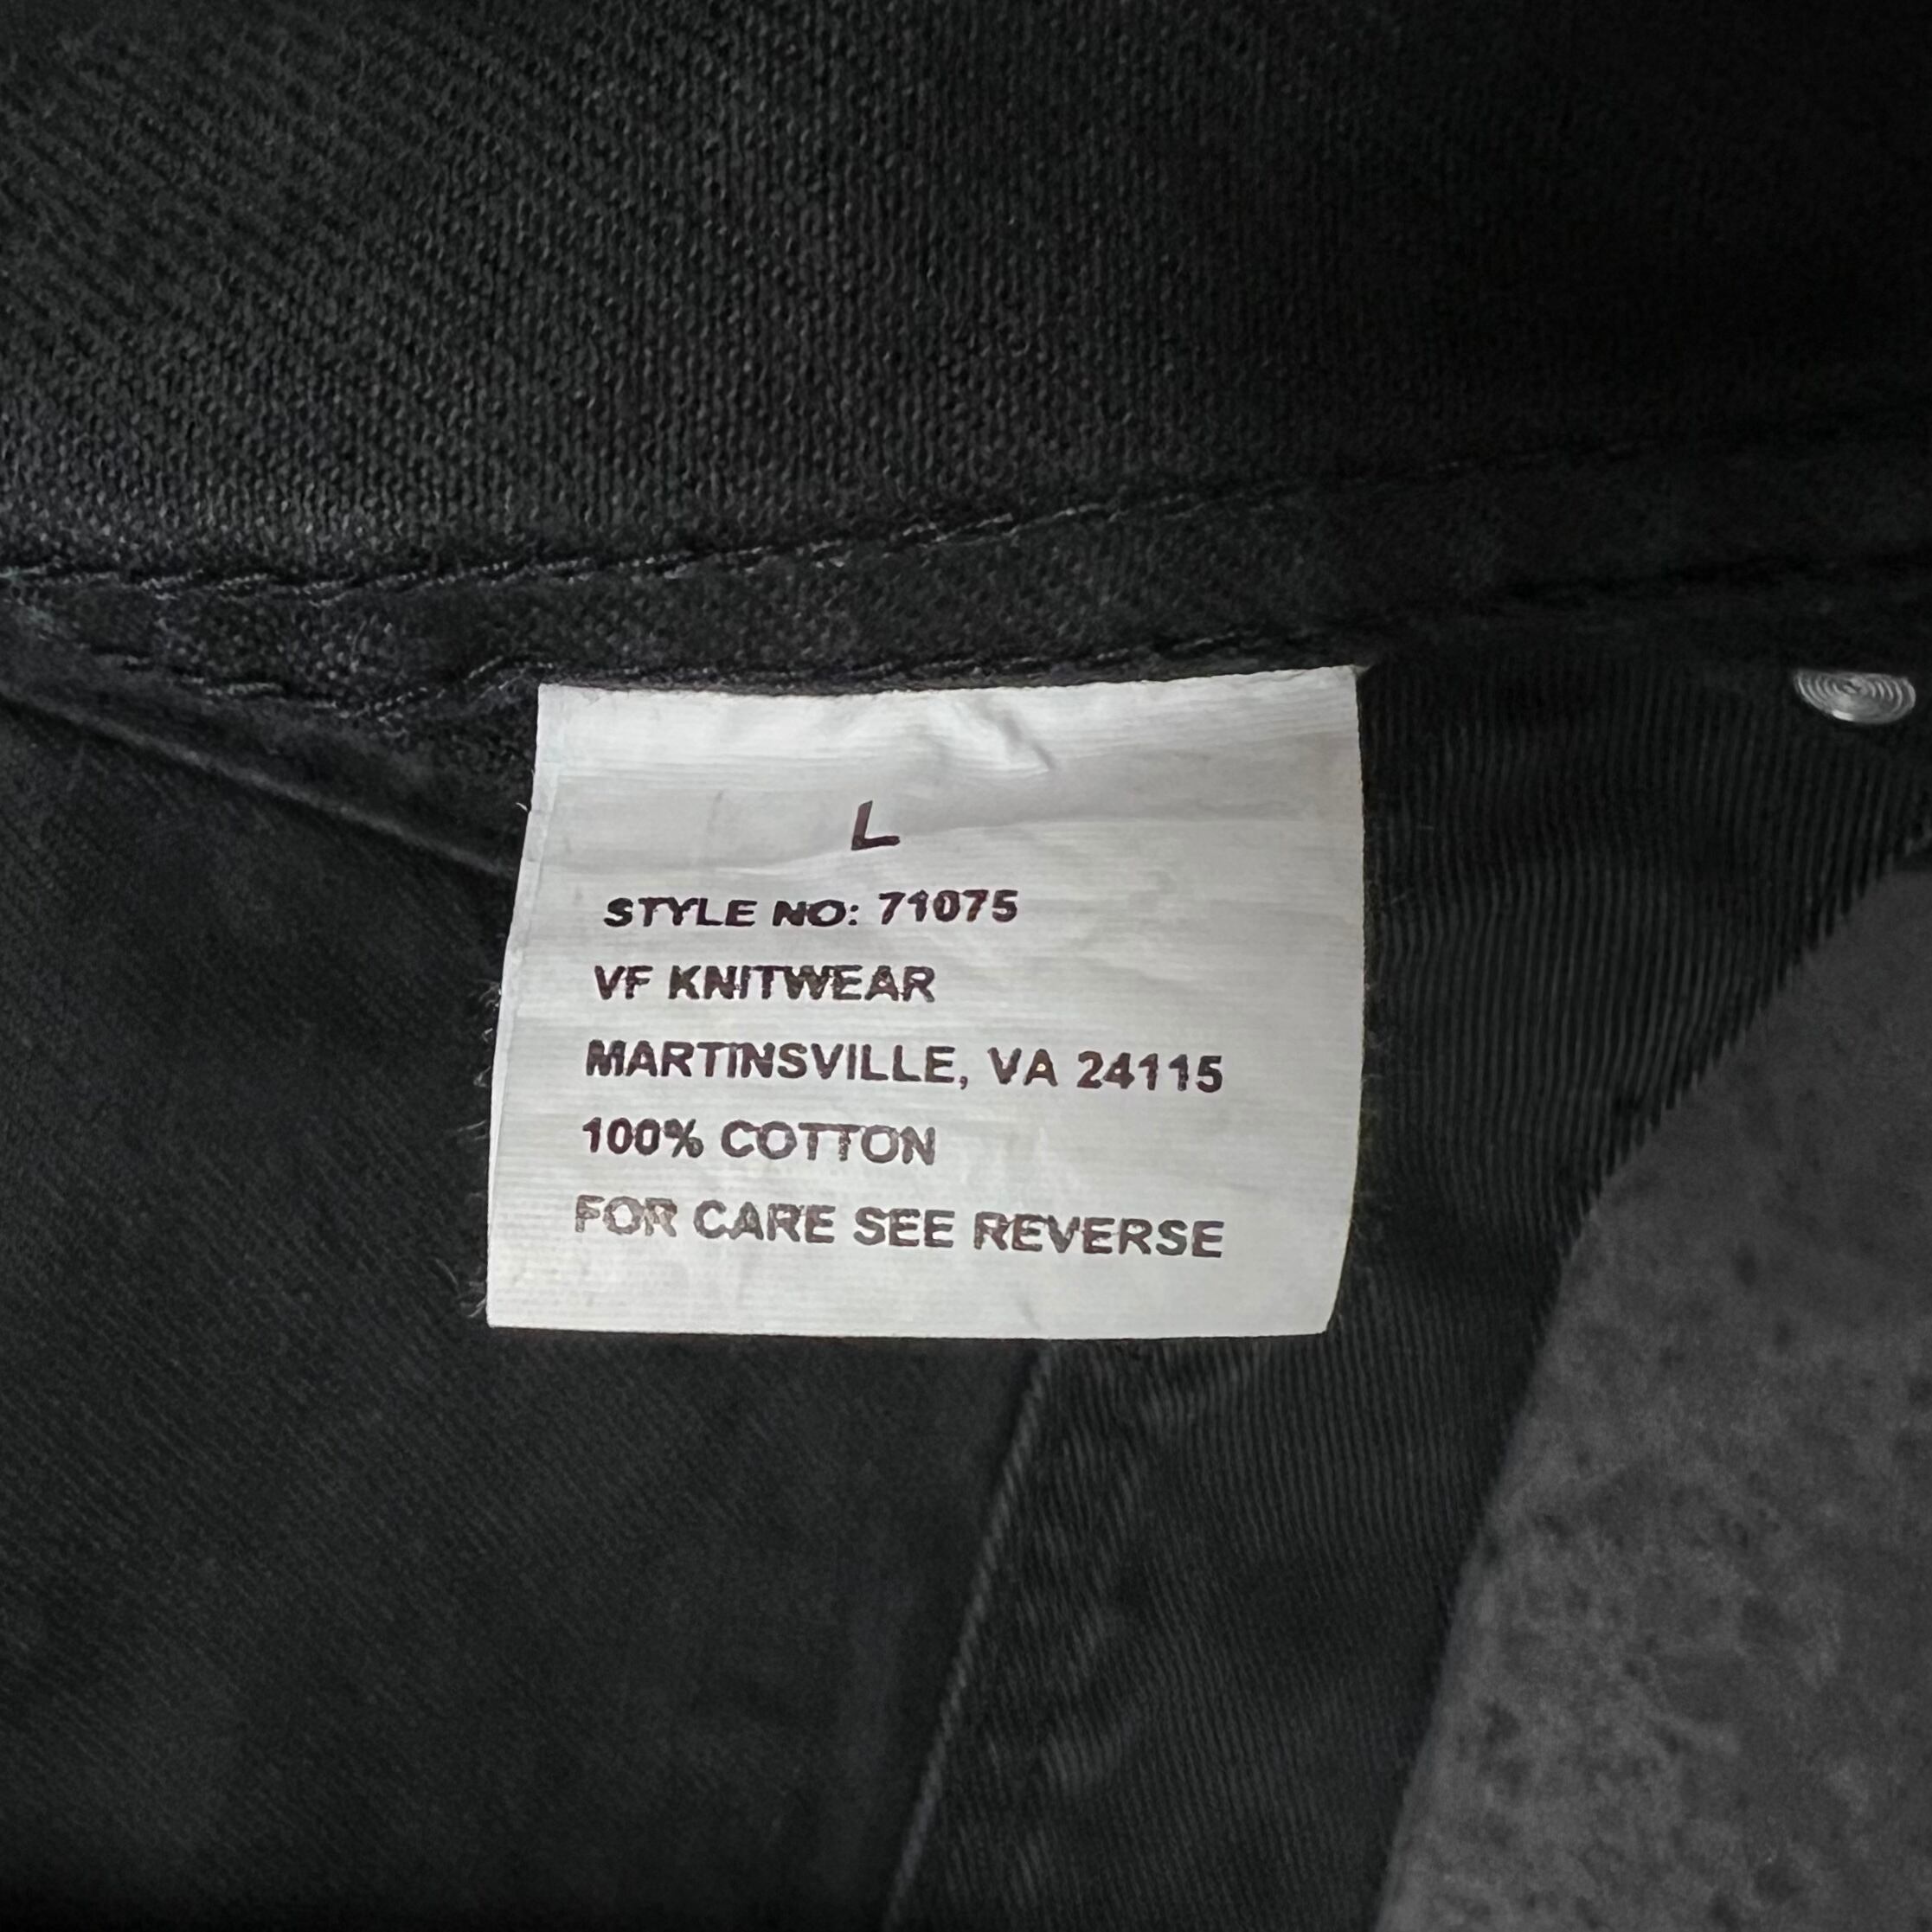 L
STYLE NO: 71075
VF KNITWEAR
MARTINSVILLE, VA 24115
100% COTTON
FOR CARE SEE REVERSE